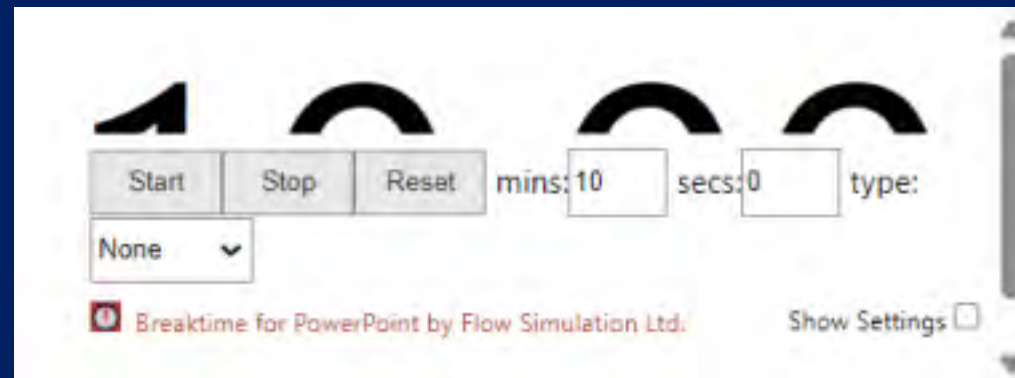 Start Stop Reset mins: 10 secs: 0 type:
None
Breaktime for PowerPoint by Flow Simulation Ltd. Show Settings